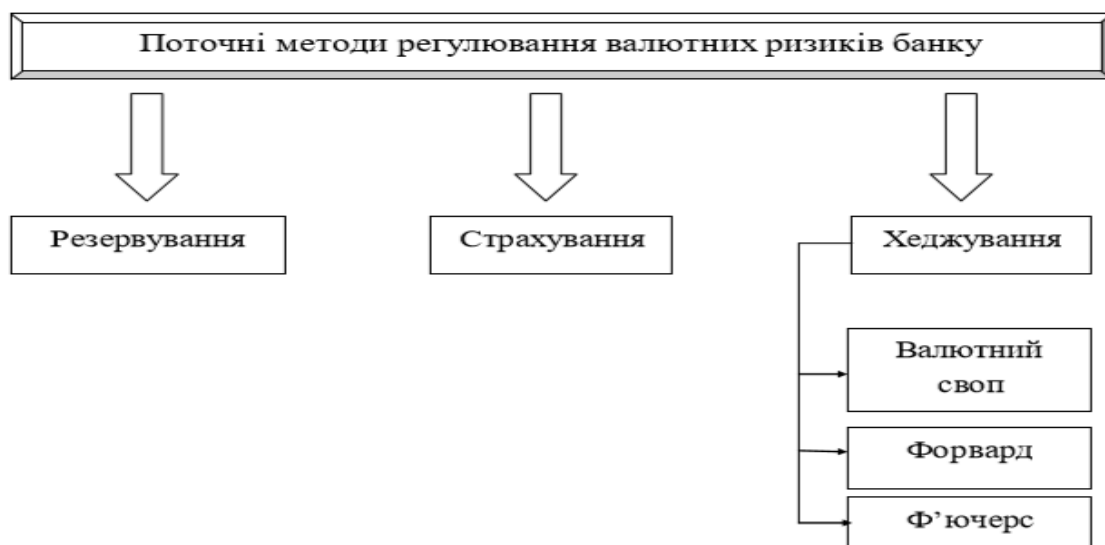 Поточні методи регулювання валютних ризиків банку
Резервування
Страхування
Хеджування
Валютний
своп
Форвард
Ф’ючерс